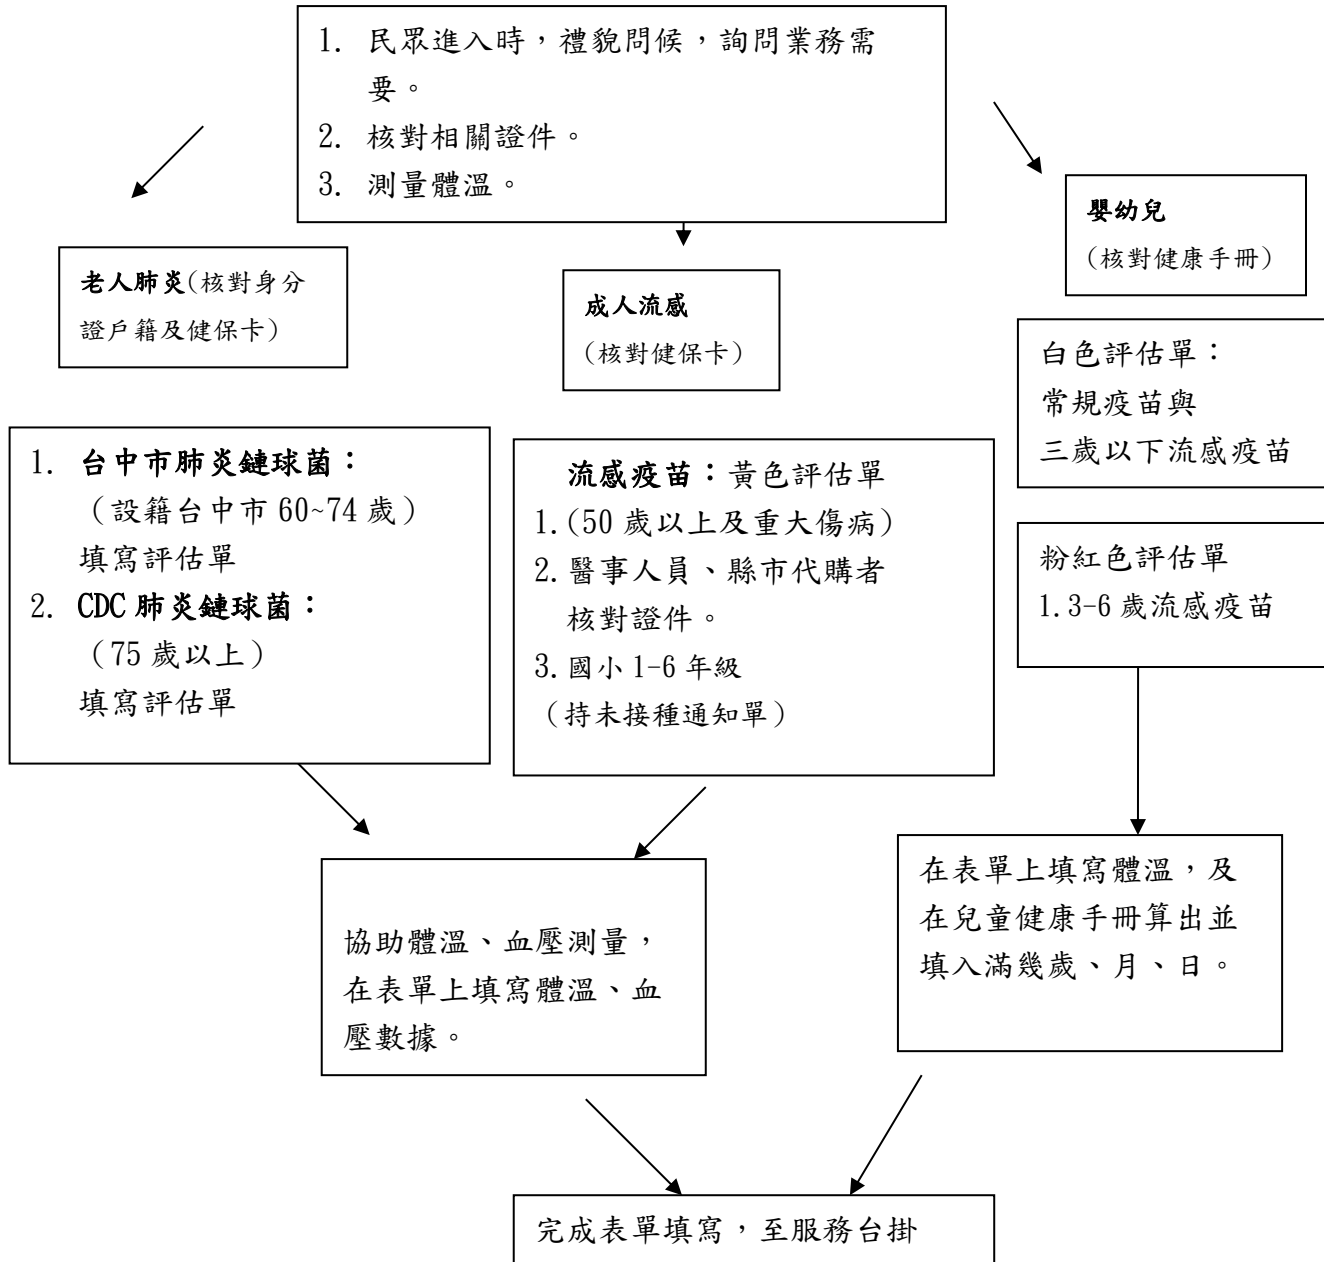 1. 民眾進入時，禮貌問候，詢問業務需
要。
2. 核對相關證件。
3. 測量體溫。
老人肺炎(核對身分
證戶籍及健保卡)
成人流感
(核對健保卡)
嬰幼兒
(核對健康手冊)
白色評估單：
常規疫苗與
三歲以下流感疫苗
1. 台中市肺炎鏈球菌：
（設籍台中市 60~74 歲）
填寫評估單
2. CDC 肺炎鏈球菌：
（75 歲以上）
填寫評估單
流感疫苗：黃色評估單
1.(50 歲以上及重大傷病)
2.醫事人員、縣市代購者
核對證件。
3.國小 1-6 年級
（持未接種通知單）
粉紅色評估單
1.3-6 歲流感疫苗
協助體溫、血壓測量，
在表單上填寫體溫、血
壓數據。
在表單上填寫體溫，及
在兒童健康手冊算出並
填入滿幾歲、月、日。
完成表單填寫，至服務台掛